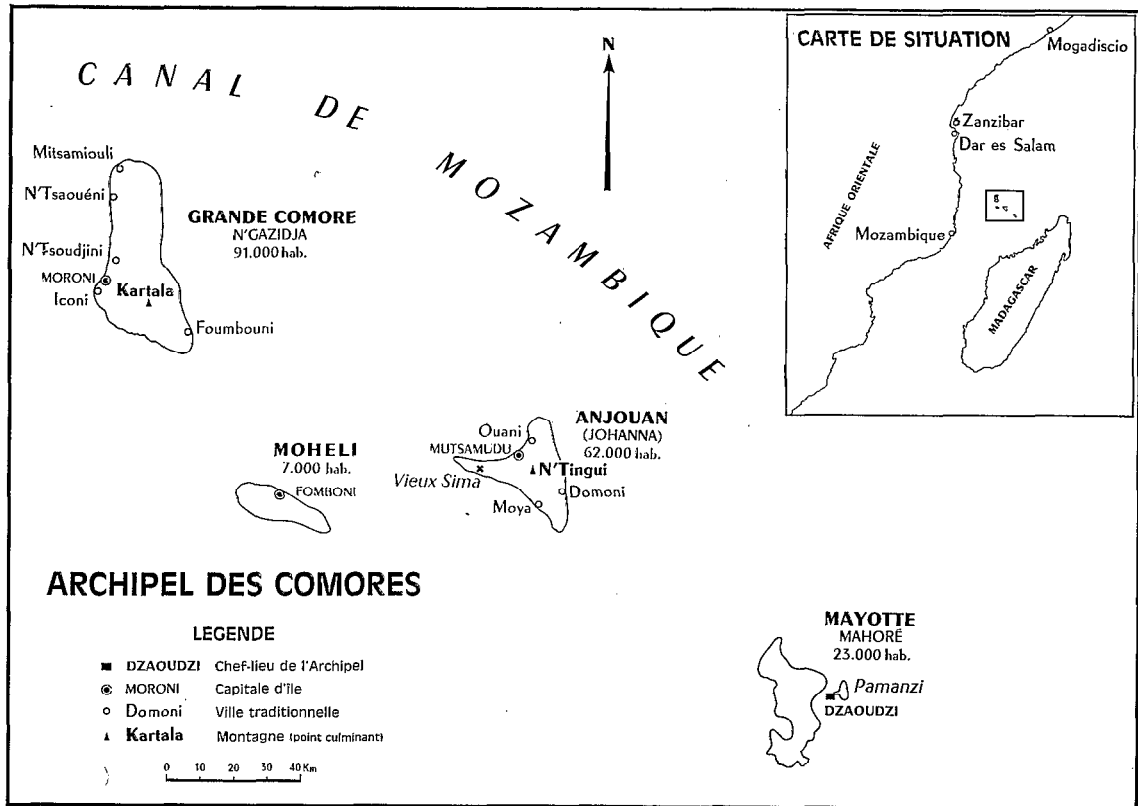 CANAL DE MOZAMBIQUE
N
Mitsamiouli
N'Tsaouéni
GRANDE COMORE
N'GAZIDJA
91.000 hab.
N'Tsoudjini
MORONI
Iconi
Kartala
Foumbouni
CARTE DE SITUATION
Mogadiscio
Zanzibar
Dar es Salam
AFRIQUE ORIENTALE
Mozambique
MADAGASCAR
MOHELI
7.000 hab.
FOMBONI
ANJOUAN
(JOHANNA)
62.000 hab.
Ouani
MUTSAMUDU
N'Tingui
Vieux Sima
Domoni
Moya
ARCHIPEL DES COMORES
LEGENDE
DZAOUDZI Chef-lieu de l'Archipel
MORONI Capitale d'île
Domoni Ville traditionnelle
Kartala Montagne (point culminant)
0 10 20 30 40 Km
MAYOTTE
MAHORÉ
23.000 hab.
Pamanzi
DZAOUDZI